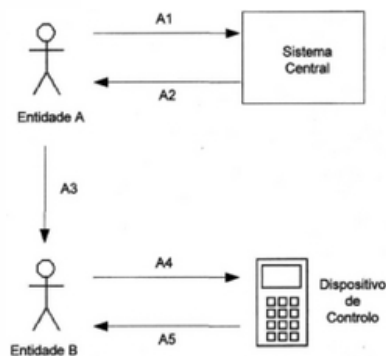 A1
Sistema
Central
A2
Entidade A
A3
A4
Dispositivo
de
Controlo
A5
Entidade B